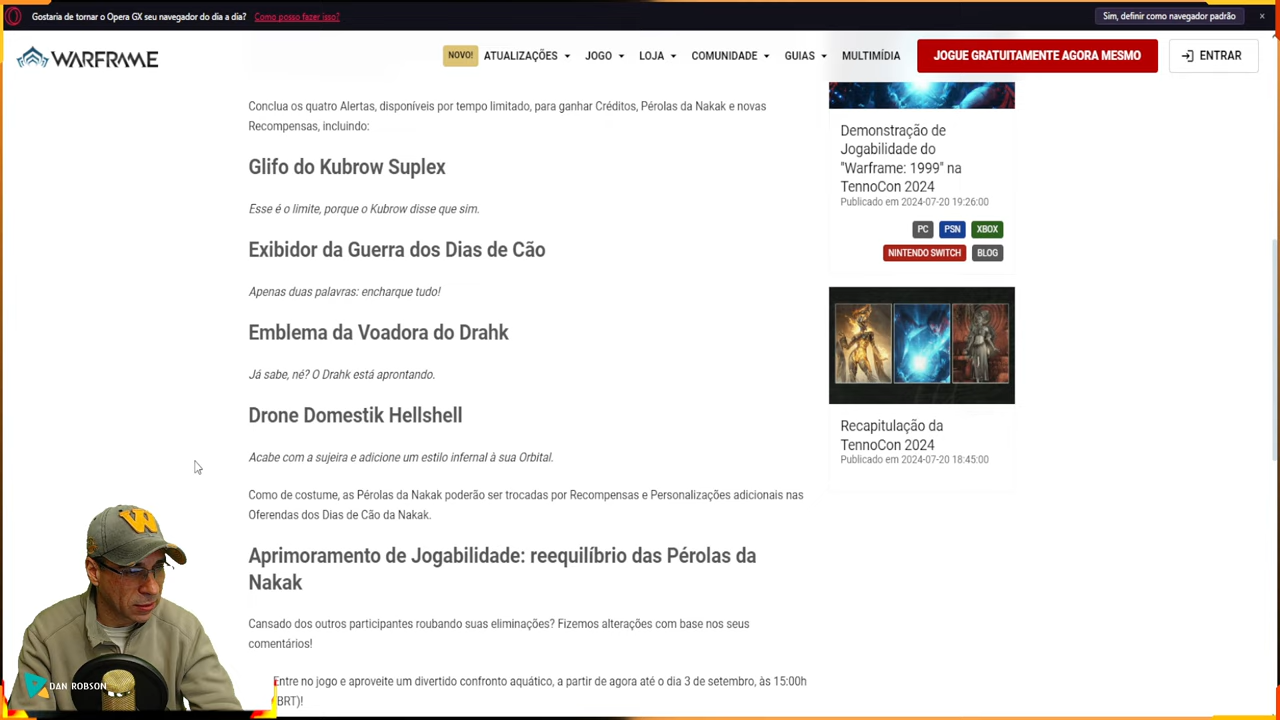 Gostaria de tornar o Opera GX seu navegador do dia a dia? Como posso fazer isso? Sim, definir como navegador padrão ×
WARFRAME NOVO! ATUALIZAÇÕES JOGO LOJA COMUNIDADE GUIAS MULTIMÍDIA JOGUE GRATUITAMENTE AGORA MESMO ENTRAR
Conclua os quatro Alertas, disponíveis por tempo limitado, para ganhar Créditos, Pérolas da Nakak e novas
Recompensas, incluindo:
Glifo do Kubrow Suplex
Esse é o limite, porque o Kubrow disse que sim.
Exibidor da Guerra dos Dias de Cão
Apenas duas palavras: encharque tudo!
Emblema da Voadora do Drahk
Já sabe, né? O Drahk está aprontando.
Drone Domestik Hellshell
Acabe com a sujeira e adicione um estilo infernal à sua Orbital.
Como de costume, as Pérolas da Nakak poderão ser trocadas por Recompensas e Personalizações adicionais nas
Oferendas dos Dias de Cão da Nakak.
Aprimoramento de Jogabilidade: reequilíbrio das Pérolas da
Nakak
Cansado dos outros participantes roubando suas eliminações? Fizemos alterações com base nos seus
comentários!
Entre no jogo e aproveite um divertido confronto aquático, a partir de agora até o dia 3 de setembro, às 15:00h
(BRT)!
Demonstração de
Jogabilidade do
"Warframe: 1999" na
TennoCon 2024
Publicado em 2024-07-20 19:26:00
PC PSN XBOX
NINTENDO SWITCH BLOG
Recapitulação da
TennoCon 2024
Publicado em 2024-07-20 18:45:00
W
DAN ROBSON